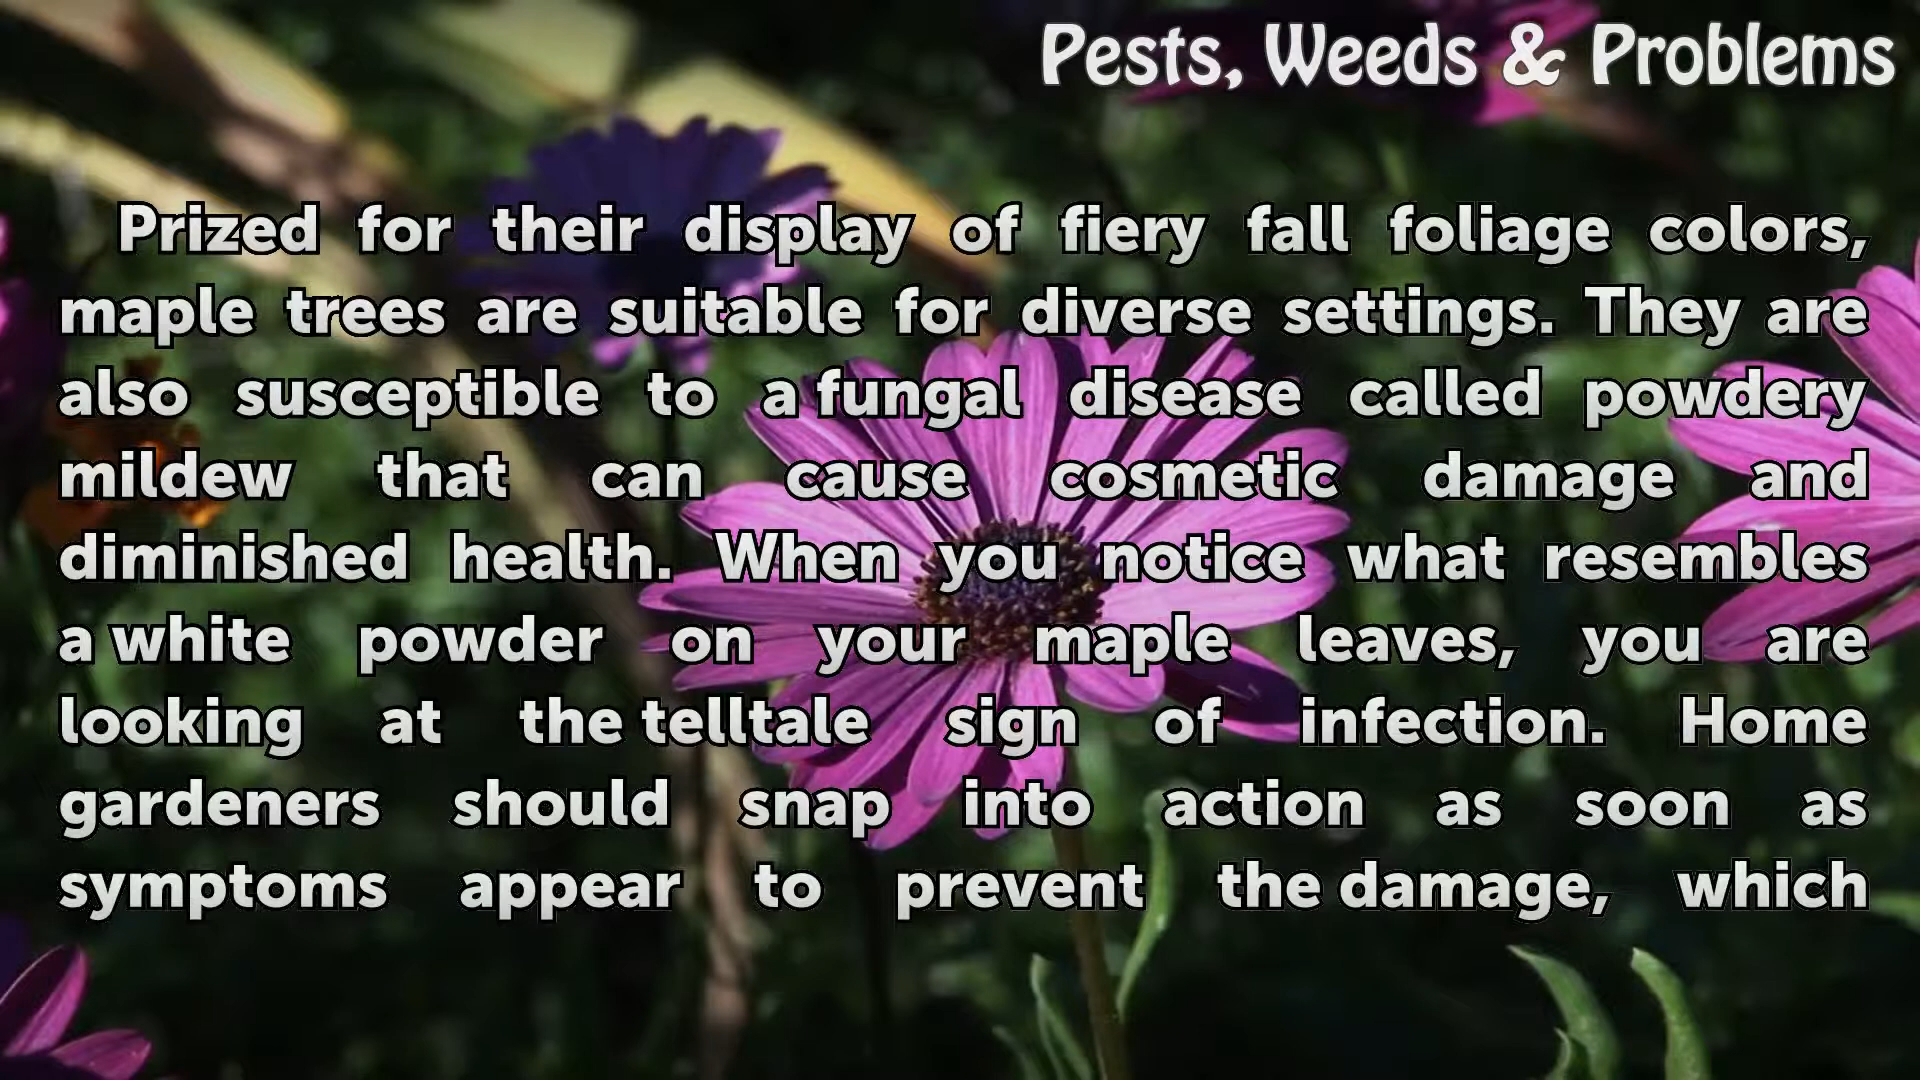 Pests, Weeds & Problems
Prized for their display of fiery fall foliage colors,
maple trees are suitable for diverse settings. They are
also susceptible to a fungal disease called powdery
mildew that can cause cosmetic damage and
diminished health. When you notice what resembles
a white powder on your maple leaves, you are
looking at the telltale sign of infection. Home
gardeners should snap into action as soon as
symptoms appear to prevent the damage, which